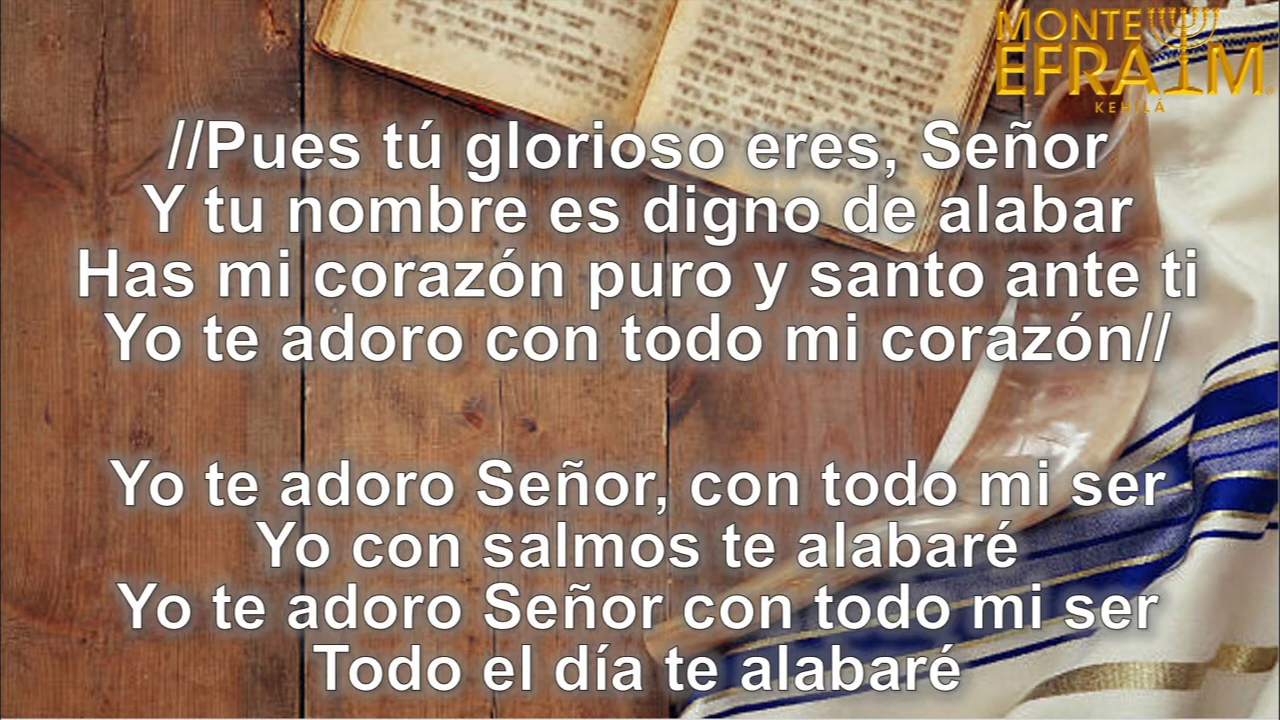 MONTE
EFRAIM
KEHILÁ
//Pues tú glorioso eres, Señor
Y tu nombre es digno de alabar
Has mi corazón puro y santo ante ti
Yo te adoro con todo mi corazón//
Yo te adoro Señor, con todo mi ser
Yo con salmos te alabaré
Yo te adoro Señor con todo mi ser
Todo el día te alabaré